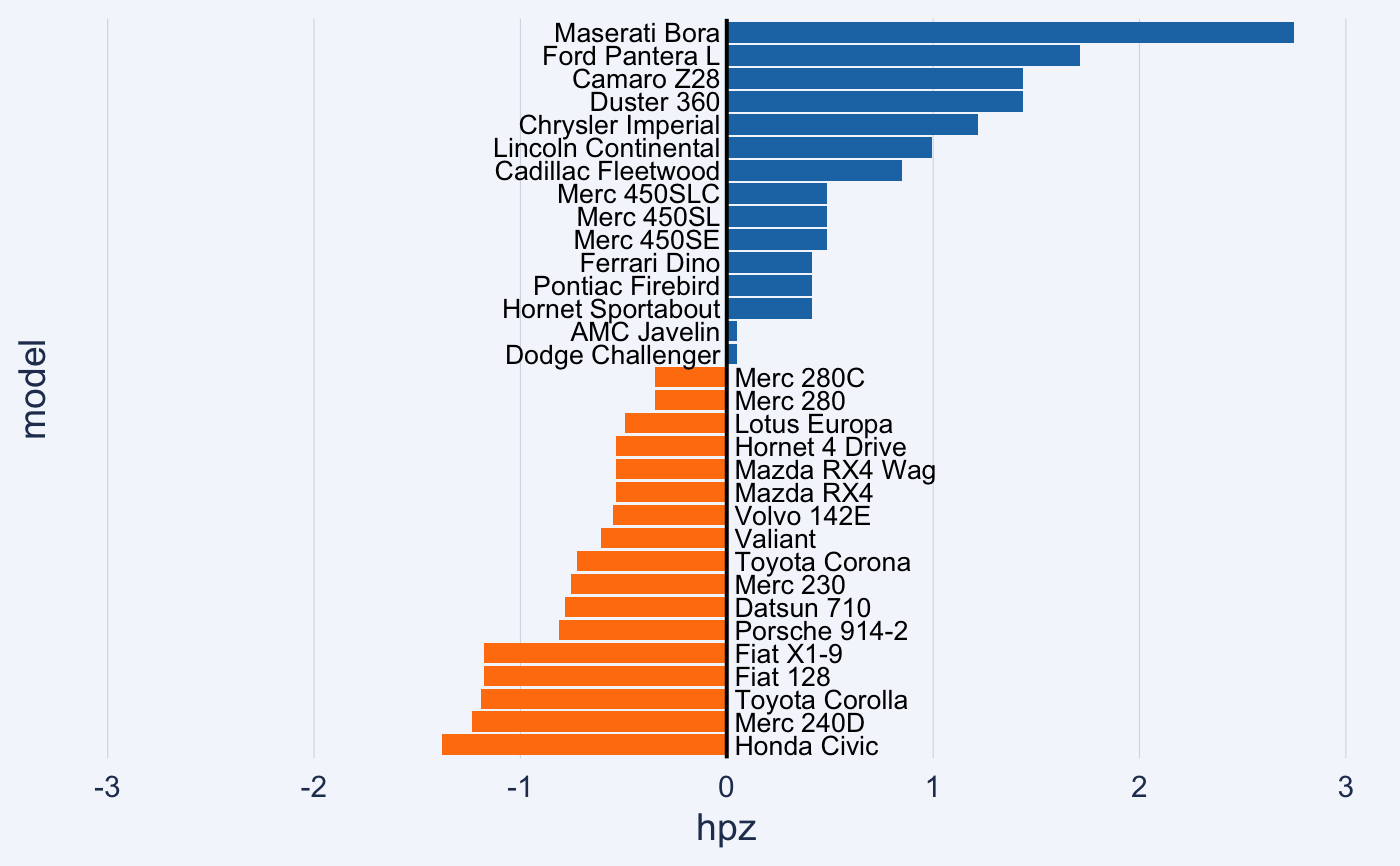 Maserati Bora
Ford Pantera L
Camaro Z28
Duster 360
Chrysler Imperial
Lincoln Continental
Cadillac Fleetwood
Merc 450SLC
Merc 450SL
Merc 450SE
Ferrari Dino
Pontiac Firebird
Hornet Sportabout
AMC Javelin
Dodge Challenger
Merc 280C
Merc 280
Lotus Europa
Hornet 4 Drive
Mazda RX4 Wag
Mazda RX4
Volvo 142E
Valiant
Toyota Corona
Merc 230
Datsun 710
Porsche 914-2
Fiat X1-9
Fiat 128
Toyota Corolla
Merc 240D
Honda Civic
model
-3 -2 -1 0 1 2 3
hpz